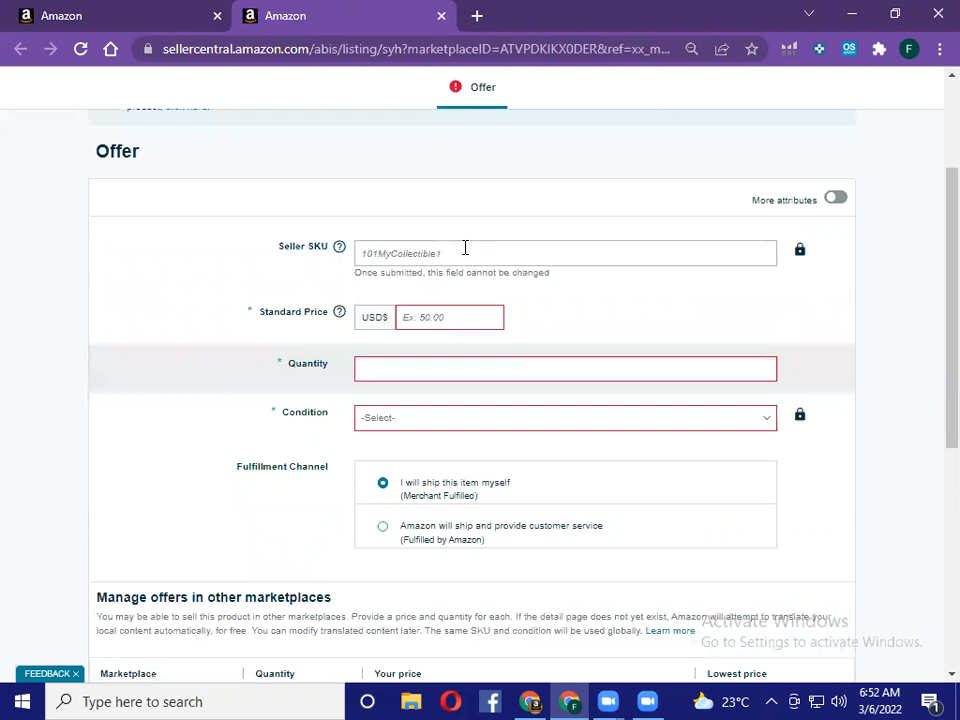 Amazon
Amazon
sellercentral.amazon.com/abis/listing/syh?marketplaceID=ATVPDKIKX0DER&ref=xx_m...
OS
F
Offer
Offer
More attributes
Seller SKU
101MyCollectible1
Once submitted, this field cannot be changed
* Standard Price
USD$
Ex: 50.00
* Quantity
* Condition
-Select-
Fulfillment Channel
I will ship this item myself
(Merchant Fulfilled)
Amazon will ship and provide customer service
(Fulfilled by Amazon)
Manage offers in other marketplaces
You may be able to sell this product in other marketplaces. Provide a price and quantity for each. If the detail page does not yet exist, Amazon will attempt to translate your
local content automatically, for free. You can modify translated content later. The same SKU and condition will be used globally. Learn more
Activate Windows
Go to Settings to activate Windows.
FEEDBACK
Marketplace
Quantity
Your price
Lowest price
Type here to search
23°C
6:52 AM
3/6/2022
1